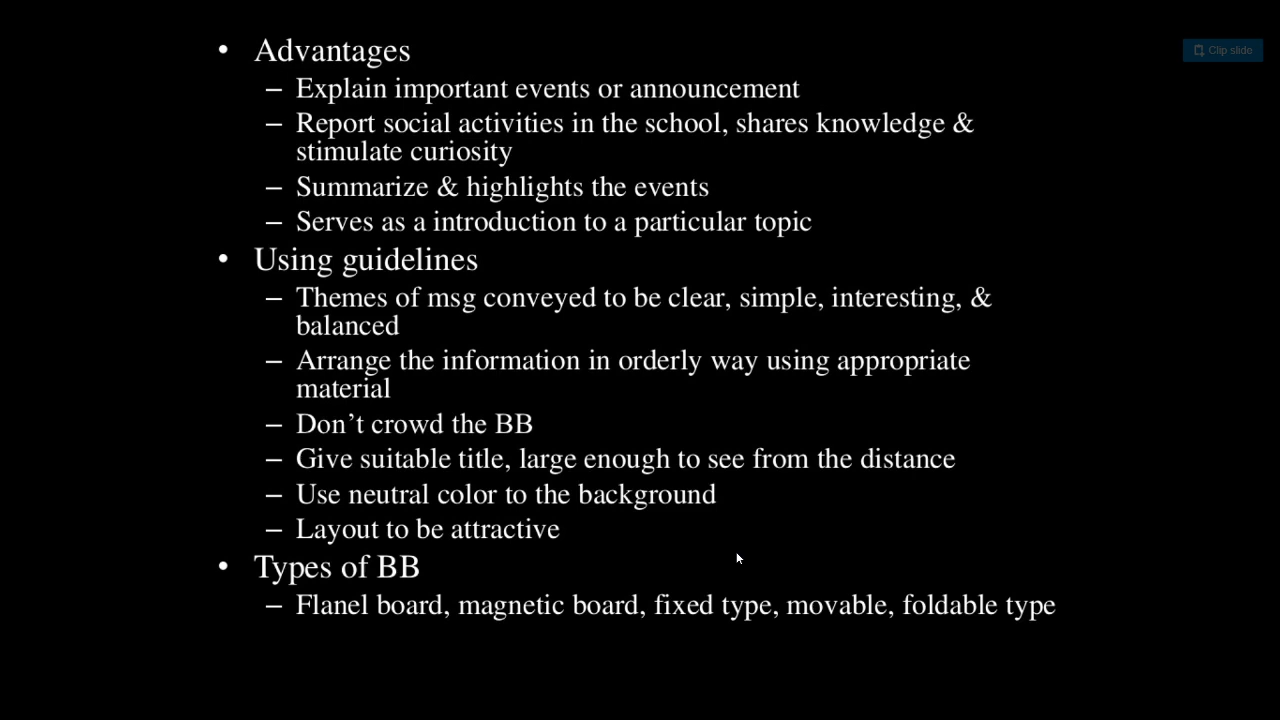 • Advantages
Clip slide
– Explain important events or announcement
– Report social activities in the school, shares knowledge &
stimulate curiosity
– Summarize & highlights the events
– Serves as a introduction to a particular topic
• Using guidelines
– Themes of msg conveyed to be clear, simple, interesting, &
balanced
– Arrange the information in orderly way using appropriate
material
– Don’t crowd the BB
– Give suitable title, large enough to see from the distance
– Use neutral color to the background
– Layout to be attractive
• Types of BB
– Flanel board, magnetic board, fixed type, movable, foldable type